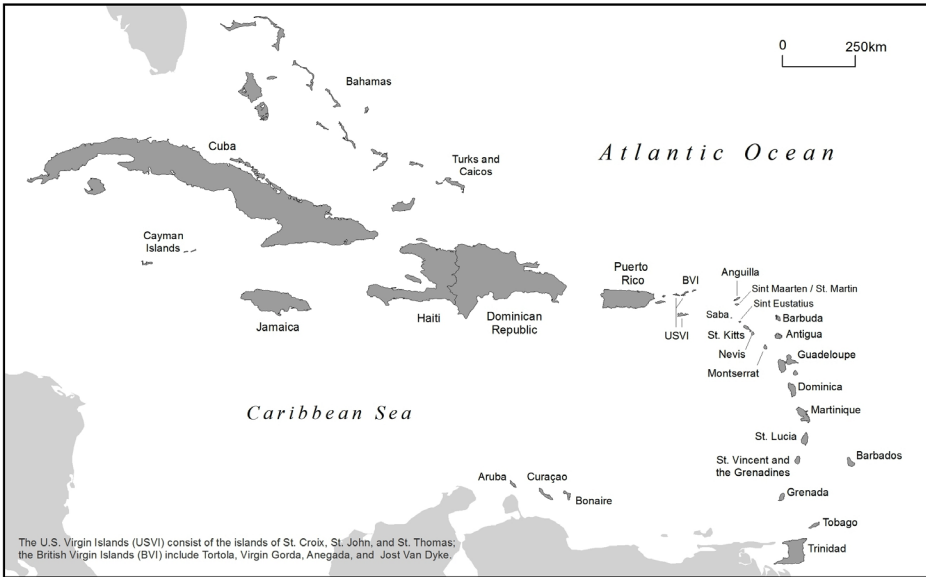 0 250km
Bahamas
Atlantic Ocean
Cuba
Turks and
Caicos
Cayman
Islands
Puerto
Rico
BVI
Anguilla
Sint Maarten / St. Martin
Sint Eustatius
Saba
Barbuda
Jamaica
Haiti
Dominican
Republic
USVI
St. Kitts
Antigua
Nevis
Guadeloupe
Montserrat
Dominica
Caribbean Sea
Martinique
St. Lucia
St. Vincent and
the Grenadines
Barbados
Aruba
Curaçao
Bonaire
Grenada
Tobago
Trinidad
The U.S. Virgin Islands (USVI) consist of the islands of St. Croix, St. John, and St. Thomas;
the British Virgin Islands (BVI) include Tortola, Virgin Gorda, Anegada, and Jost Van Dyke.